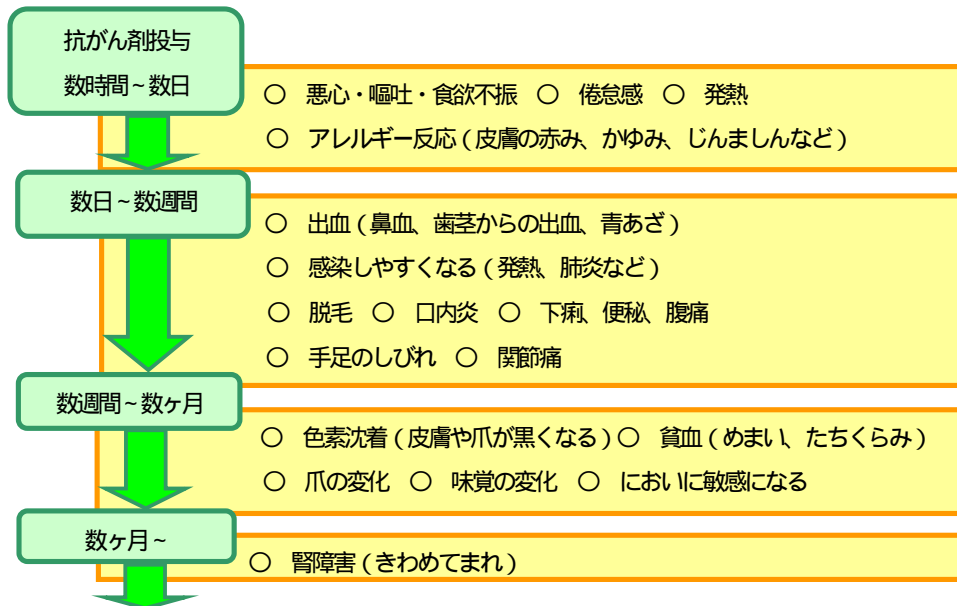 抗がん剤投与
数時間~数日
○ 悪心・嘔吐・食欲不振 ○ 倦怠感 ○ 発熱
○ アレルギー反応(皮膚の赤み、かゆみ、じんましんなど)
数日~数週間
○ 出血(鼻血、歯茎からの出血、青あざ)
○ 感染しやすくなる(発熱、肺炎など)
○ 脱毛 ○ 口内炎 ○ 下痢、便秘、腹痛
○ 手足のしびれ ○ 関節痛
数週間~数ヶ月
○ 色素沈着(皮膚や爪が黒くなる)○ 貧血(めまい、たちくらみ)
○ 爪の変化 ○ 味覚の変化 ○ においに敏感になる
数ヶ月~
○ 腎障害(きわめてまれ)